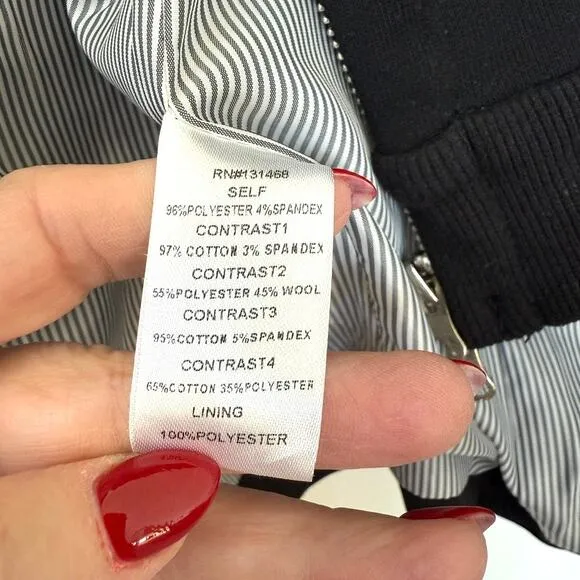 RN#131468
SELF
96%POLYESTER 4%SPANDEX
CONTRAST1
97% COTTON 3% SPANDEX
CONTRAST2
55%POLYESTER 45% WOOL
CONTRAST3
95%COTTON 5%SPANDEX
CONTRAST4
65%COTTON 35%POLYESTER
LINING
100%POLYESTER